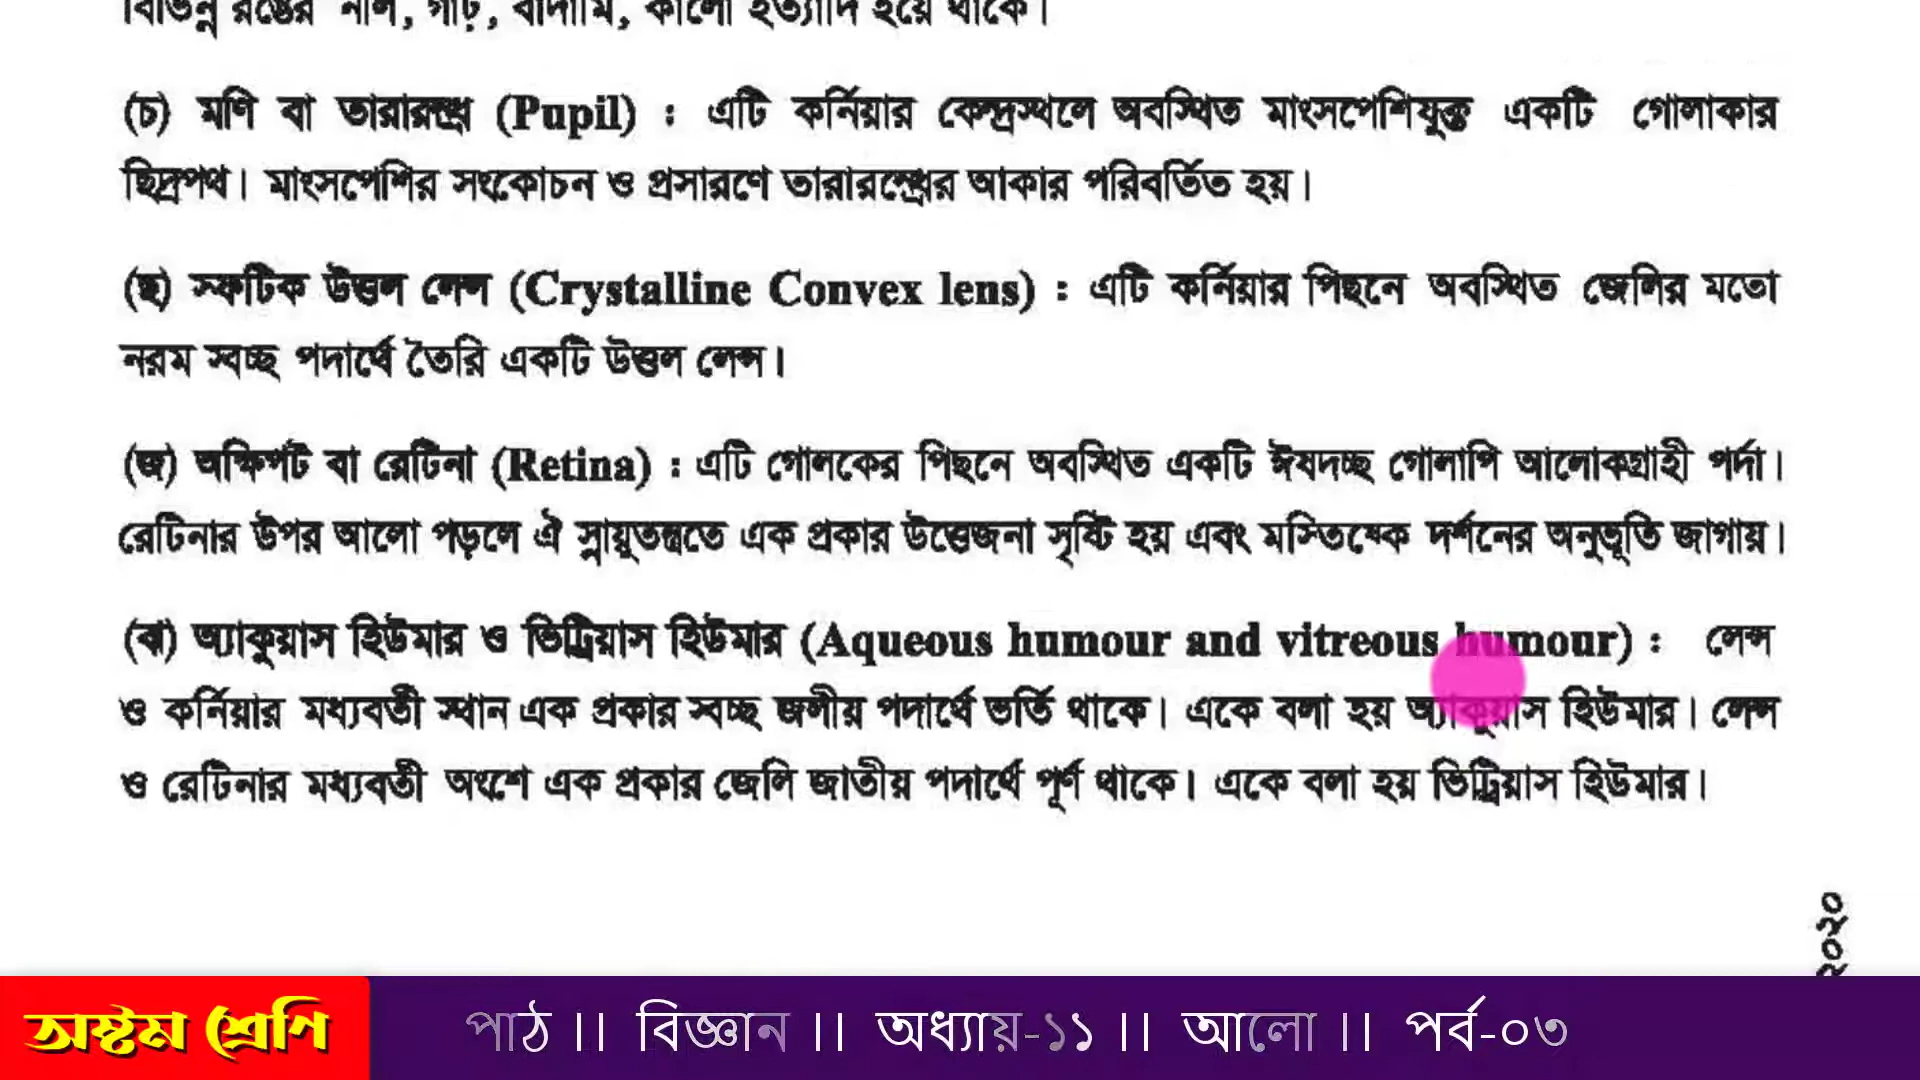 বিভিন্ন রঙের নীল, গাঢ়, বাদামি, কালো ইত্যাদি হয়ে থাকে।
(চ) মণি বা তারারন্ধ্র (Pupil) : এটি কর্নিয়ার কেন্দ্রস্থলে অবস্থিত মাংসপেশিযুক্ত একটি গোলাকার
ছিদ্রপথ। মাংসপেশির সংকোচন ও প্রসারণে তারারন্ধ্রের আকার পরিবর্তিত হয়।
(ছ) স্ফটিক উত্তল লেন্স (Crystalline Convex lens) : এটি কর্নিয়ার পিছনে অবস্থিত জেলির মতো
নরম স্বচ্ছ পদার্থে তৈরি একটি উত্তল লেন্স।
(জ) অক্ষিপট বা রেটিনা (Retina) : এটি গোলকের পিছনে অবস্থিত একটি ঈষদচ্ছ গোলাপি আলোকগ্রাহী পর্দা।
রেটিনার উপর আলো পড়লে ঐ স্নায়ুতন্ত্রতে এক প্রকার উত্তেজনা সৃষ্টি হয় এবং মস্তিষ্কে দর্শনের অনুভূতি জাগায়।
(ঝ) অ্যাকুয়াস হিউমার ও ভিট্রিয়াস হিউমার (Aqueous humour and vitreous humour) : লেন্স
ও কর্নিয়ার মধ্যবর্তী স্থান এক প্রকার স্বচ্ছ জলীয় পদার্থে ভর্তি থাকে। একে বলা হয় অ্যাকুয়াস হিউমার। লেন্স
ও রেটিনার মধ্যবর্তী অংশে এক প্রকার জেলি জাতীয় পদার্থে পূর্ণ থাকে। একে বলা হয় ভিট্রিয়াস হিউমার।
২০২০
অষ্টম শ্রেণি
পাঠ ।। বিজ্ঞান ।। অধ্যায়-১১ ।। আলো ।। পর্ব-০৩